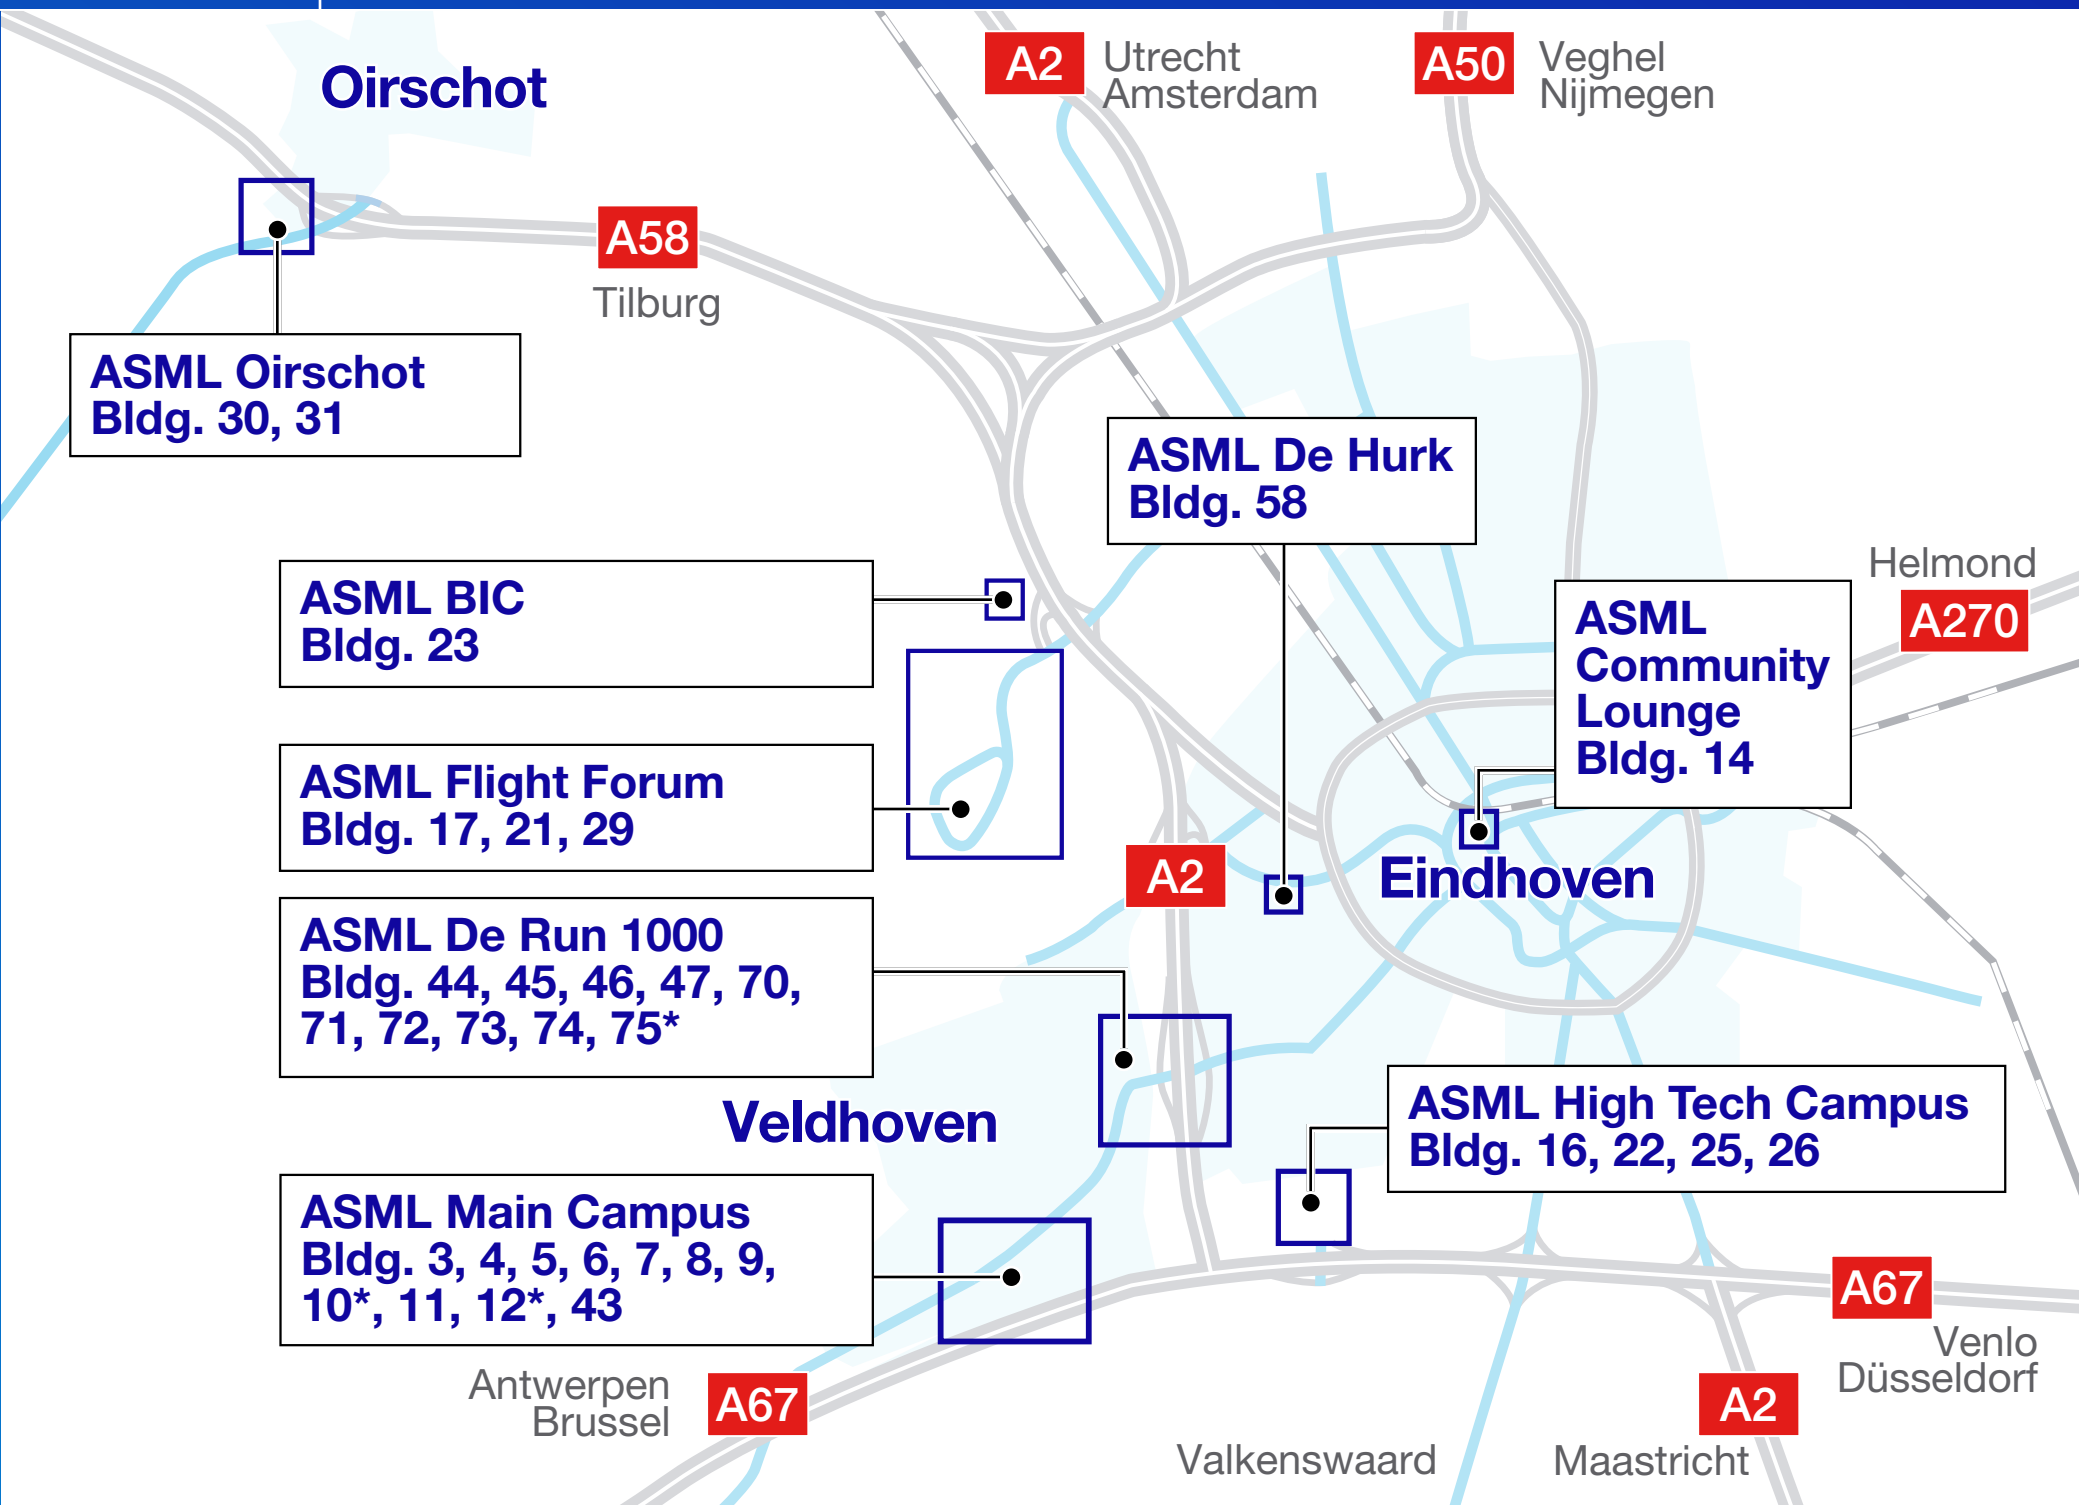 A2
Utrecht
Amsterdam
A50
Veghel
Nijmegen
Oirschot
A58
Tilburg
ASML Oirschot
Bldg. 30, 31
ASML De Hurk
Bldg. 58
Helmond
A270
ASML BIC
Bldg. 23
ASML
Community
Lounge
Bldg. 14
ASML Flight Forum
Bldg. 17, 21, 29
A2
Eindhoven
ASML De Run 1000
Bldg. 44, 45, 46, 47, 70,
71, 72, 73, 74, 75*
Veldhoven
ASML High Tech Campus
Bldg. 16, 22, 25, 26
ASML Main Campus
Bldg. 3, 4, 5, 6, 7, 8, 9,
10*, 11, 12*, 43
A67
Venlo
Düsseldorf
Antwerpen
Brussel
A67
A2
Valkenswaard
Maastricht